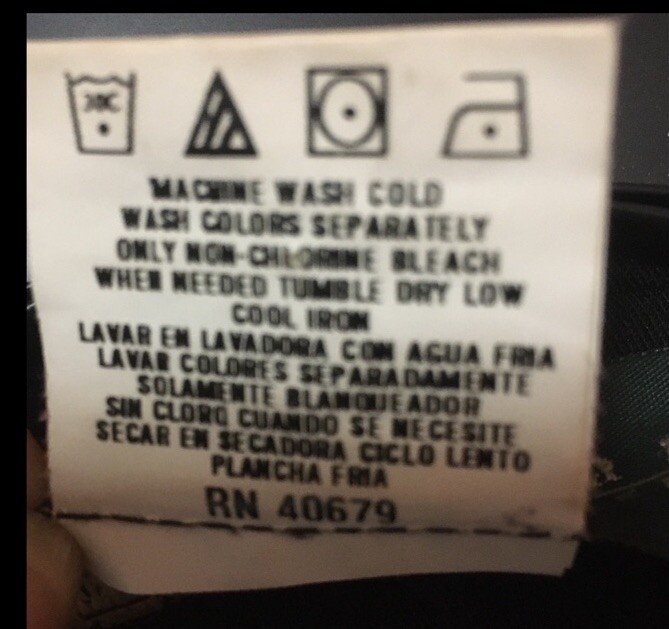 30C
MACHINE WASH COLD
WASH COLORS SEPARATELY
ONLY NON-CHLORINE BLEACH
WHEN NEEDED TUMBLE DRY LOW
COOL IRON
LAVAR EN LAVADORA CON AGUA FRIA
LAVAR COLORES SEPARADAMENTE
SOLAMENTE BLANQUEADOR
SIN CLORO CUANDO SE NECESITE
SECAR EN SECADORA CICLO LENTO
PLANCHA FRIA
RN 40679